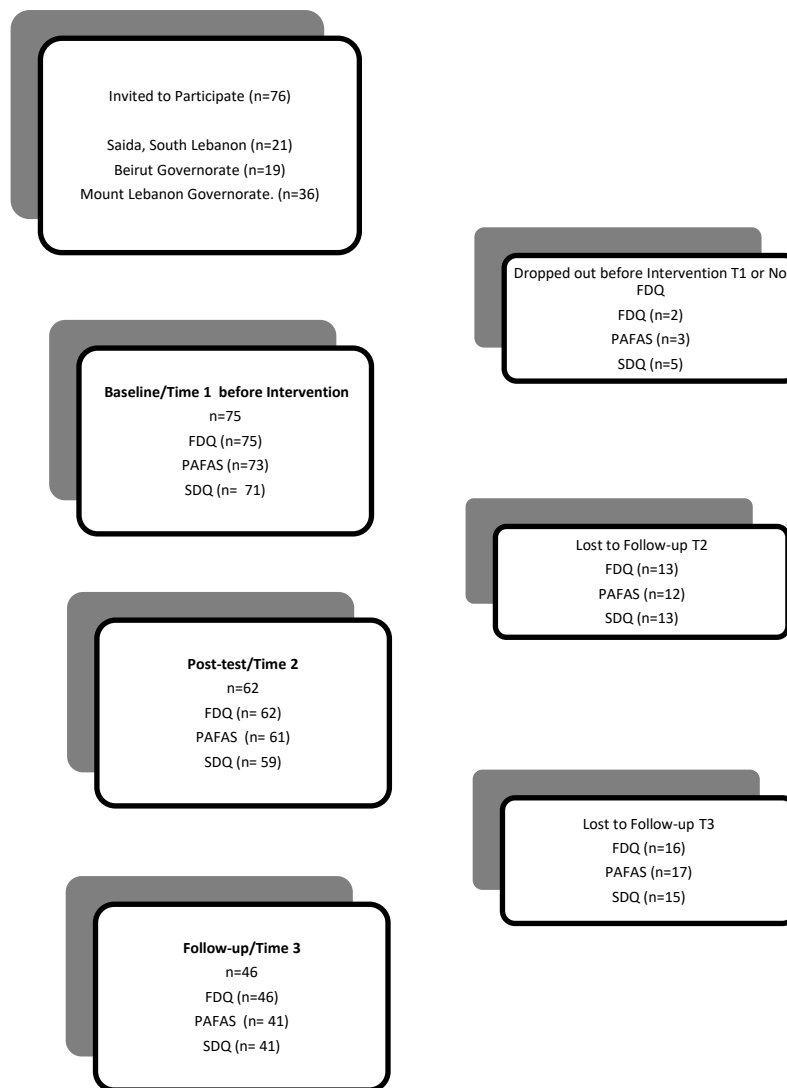 Invited to Participate (n=76)
Saida, South Lebanon (n=21)
Beirut Governorate (n=19)
Mount Lebanon Governorate. (n=36)
Dropped out before Intervention T1 or No
FDQ
FDQ (n=2)
PAFAS (n=3)
SDQ (n=5)
Baseline/Time 1 before Intervention
n=75
FDQ (n=75)
PAFAS (n=73)
SDQ (n= 71)
Lost to Follow-up T2
FDQ (n=13)
PAFAS (n=12)
SDQ (n=13)
Post-test/Time 2
n=62
FDQ (n= 62)
PAFAS (n= 61)
SDQ (n= 59)
Lost to Follow-up T3
FDQ (n=16)
PAFAS (n=17)
SDQ (n=15)
Follow-up/Time 3
n=46
FDQ (n=46)
PAFAS (n= 41)
SDQ (n= 41)